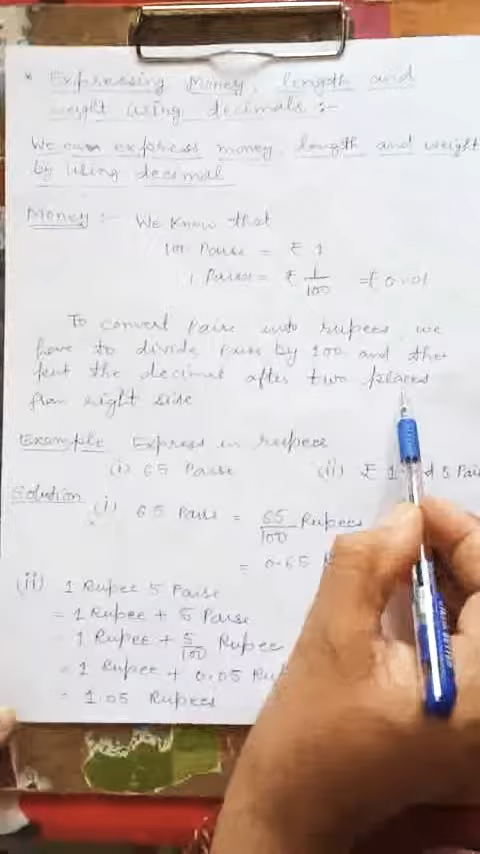 * Expressing Money, length and
weight using decimals :-
We can express money, length and weight
by using decimal
Money :- We know that
100 Paise = ₹ 1
1 Paise = ₹ 1/100 = ₹ 0.01
To convert Paise into rupees we
have to divide Paise by 100 and then
put the decimal after two places
from right side
Example Express in rupees
(i) 65 Paise (ii) ₹ 1 5
Solution (i) 65 Paise = 65/100 Rupees
= 0.65
(ii) 1 Rupee 5 Paise
= 1 Rupee + 5 Paise
= 1 Rupee + 5/100 Rupee
= 1 Rupee + 0.05
= 1.05 Rupees